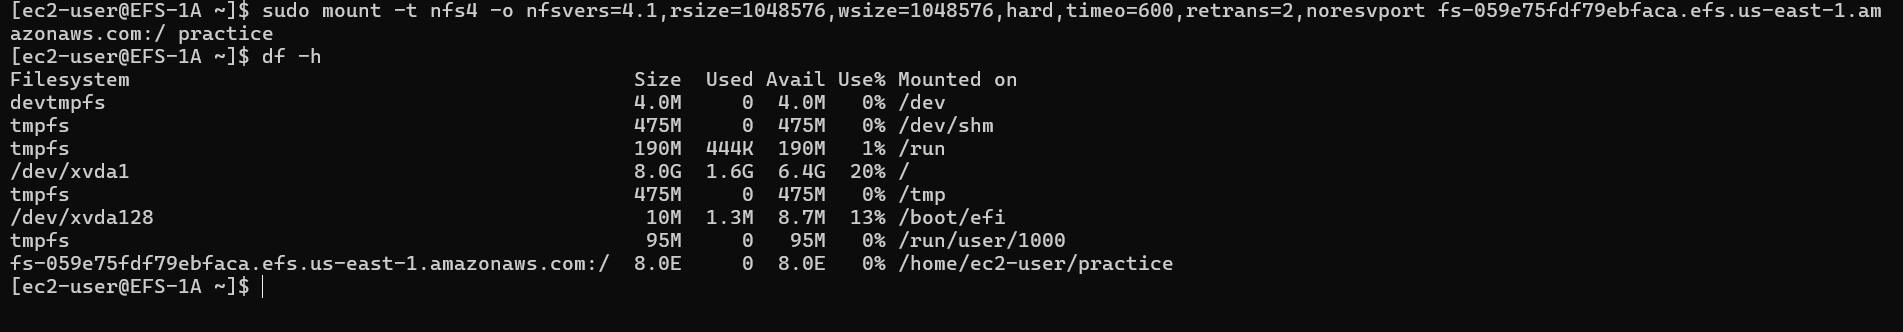 [ec2-user@EFS-1A ~]$ sudo mount -t nfs4 -o nfsvers=4.1,rsize=1048576,wsize=1048576,hard,timeo=600,retrans=2,noresvport fs-059e75fdf79ebfaca.efs.us-east-1.am
azonaws.com:/ practice
[ec2-user@EFS-1A ~]$ df -h
Filesystem                                          Size  Used Avail Use% Mounted on
devtmpfs                                            4.0M     0  4.0M   0% /dev
tmpfs                                               475M     0  475M   0% /dev/shm
tmpfs                                               190M  444K  190M   1% /run
/dev/xvda1                                          8.0G  1.6G  6.4G  20% /
tmpfs                                               475M     0  475M   0% /tmp
/dev/xvda128                                         10M  1.3M  8.7M  13% /boot/efi
tmpfs                                                95M     0   95M   0% /run/user/1000
fs-059e75fdf79ebfaca.efs.us-east-1.amazonaws.com:/  8.0E     0  8.0E   0% /home/ec2-user/practice
[ec2-user@EFS-1A ~]$